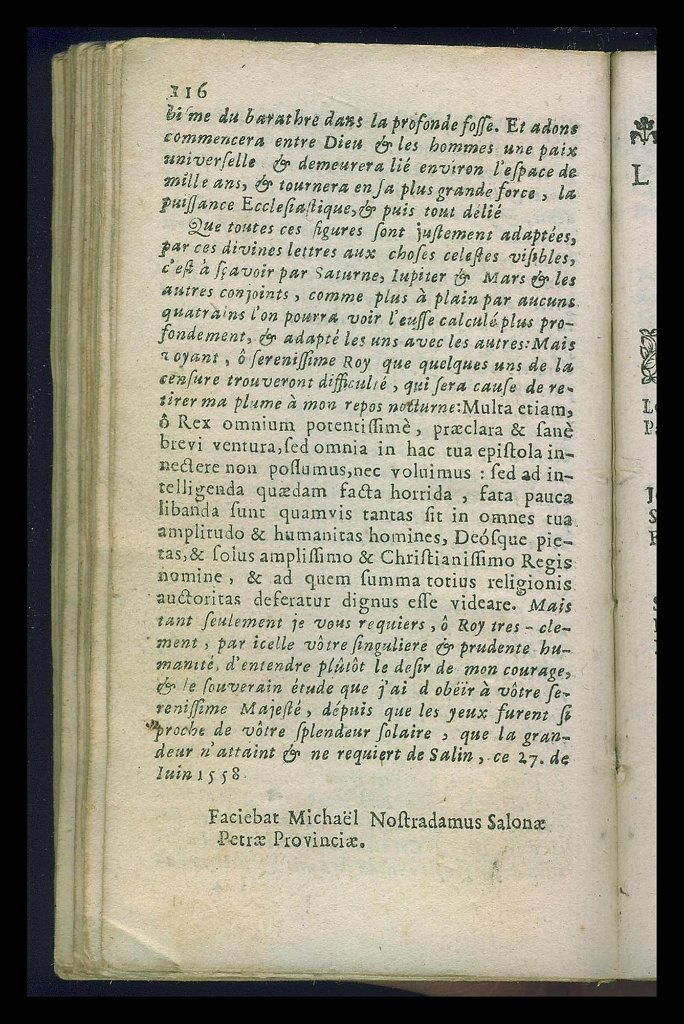 116
bi me du barathre dans la profonde fosse. Et adonc
commencera entre Dieu & les hommes une paix
universelle & demeurera lié environ l'espace de
mille ans, & tournera en sa plus grande force, la
puissance Ecclesiastique, & puis tout délié
Que toutes ces figures sont justement adaptées,
par ces divines lettres aux choses celestes visibles,
c'est à sçavoir par Saturne, Iupiter & Mars & les
autres conjoints, comme plus à plain par aucuns
quatrains l'on pourra voir l'eusse calculé plus pro-
fondement, & adapté les uns avec les autres: Mais
voyant, ô serenissime Roy que quelques uns de la
censure trouveront difficulté, qui sera cause de re-
tirer ma plume à mon repos nocturne: Multa etiam,
ô Rex omnium potentissimè, præclara & sanè
brevi ventura, sed omnia in hac tua epistola in-
nectere non possumus, nec volumus : sed ad in-
telligenda quædam facta horrida, fata pauca
libanda sunt quamvis tantas sit in omnes tua
amplitudo & humanitas homines, Deósque pie-
tas, & solus amplissimo & Christianissimo Regis
nomine, & ad quem summa totius religionis
auctoritas deferatur dignus esse videare. Mais
tant seulement je vous requiers, ô Roy tres-cle-
ment, par icelle vôtre singuliere & prudente hu-
manité, d'entendre plûtôt le desir de mon courage,
& le souverain étude que j'ai d obéïr à vôtre se-
renissime Majesté, dépuis que les yeux furent si
proche de vôtre splendeur solaire, que la gran-
deur n'attaint & ne requiert de Salin, ce 27. de
Iuin 1558
Faciebat Michaël Nostradamus Salonæ
Petræ Provinciæ.
L